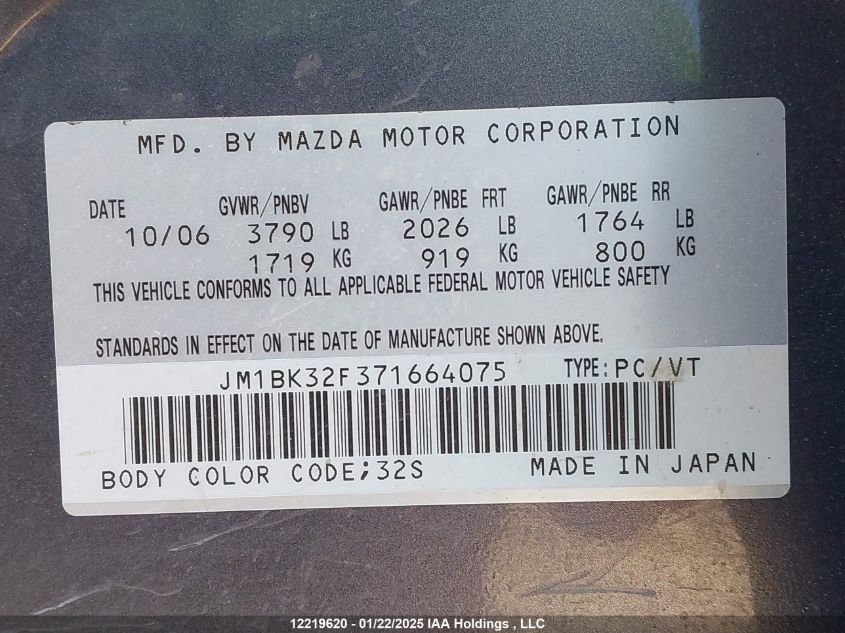 MFD. BY MAZDA MOTOR CORPORATION
DATE GVWR/PNBV GAWR/PNBE FRT GAWR/PNBE RR
10/06 3790 LB 2026 LB 1764 LB
1719 KG 919 KG 800 KG
THIS VEHICLE CONFORMS TO ALL APPLICABLE FEDERAL MOTOR VEHICLE SAFETY
STANDARDS IN EFFECT ON THE DATE OF MANUFACTURE SHOWN ABOVE.
JM1BK32F371664075 TYPE: PC/VT
BODY COLOR CODE;32S MADE IN JAPAN
12219620 - 01/22/2025 IAA Holdings , LLC